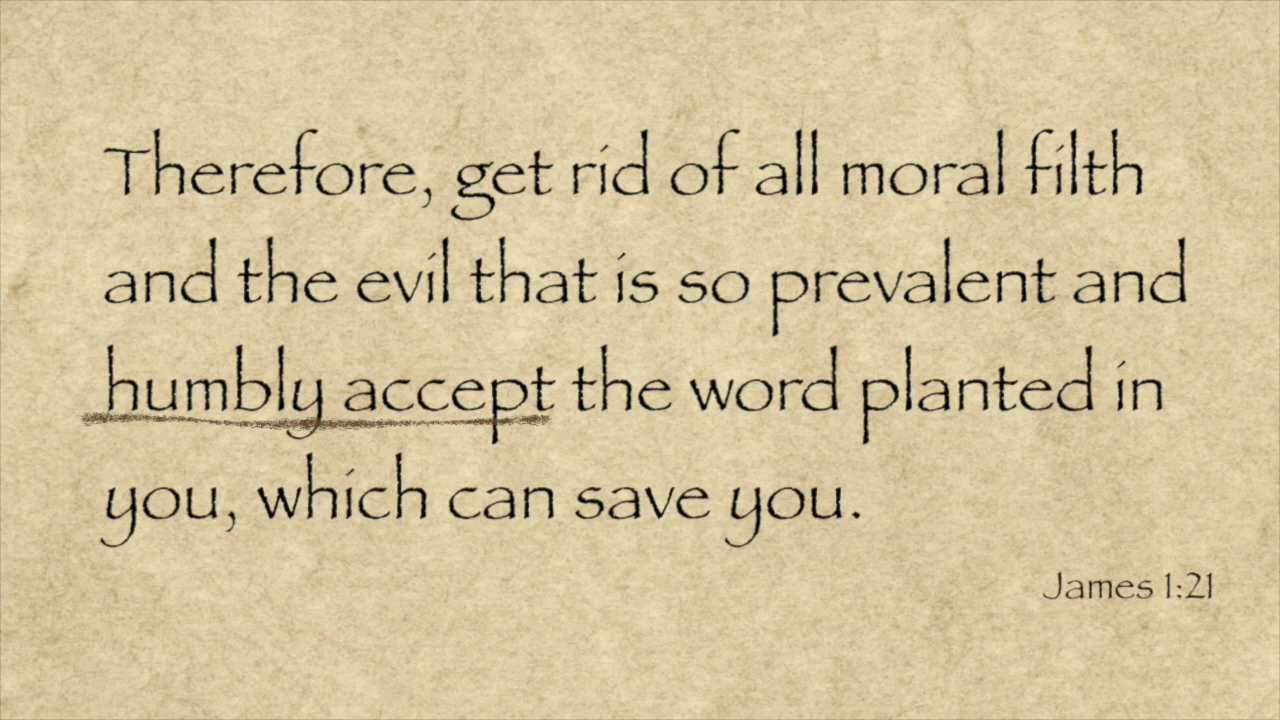 Therefore, get rid of all moral filth
and the evil that is so prevalent and
humbly accept the word planted in
you, which can save you.
James 1:21